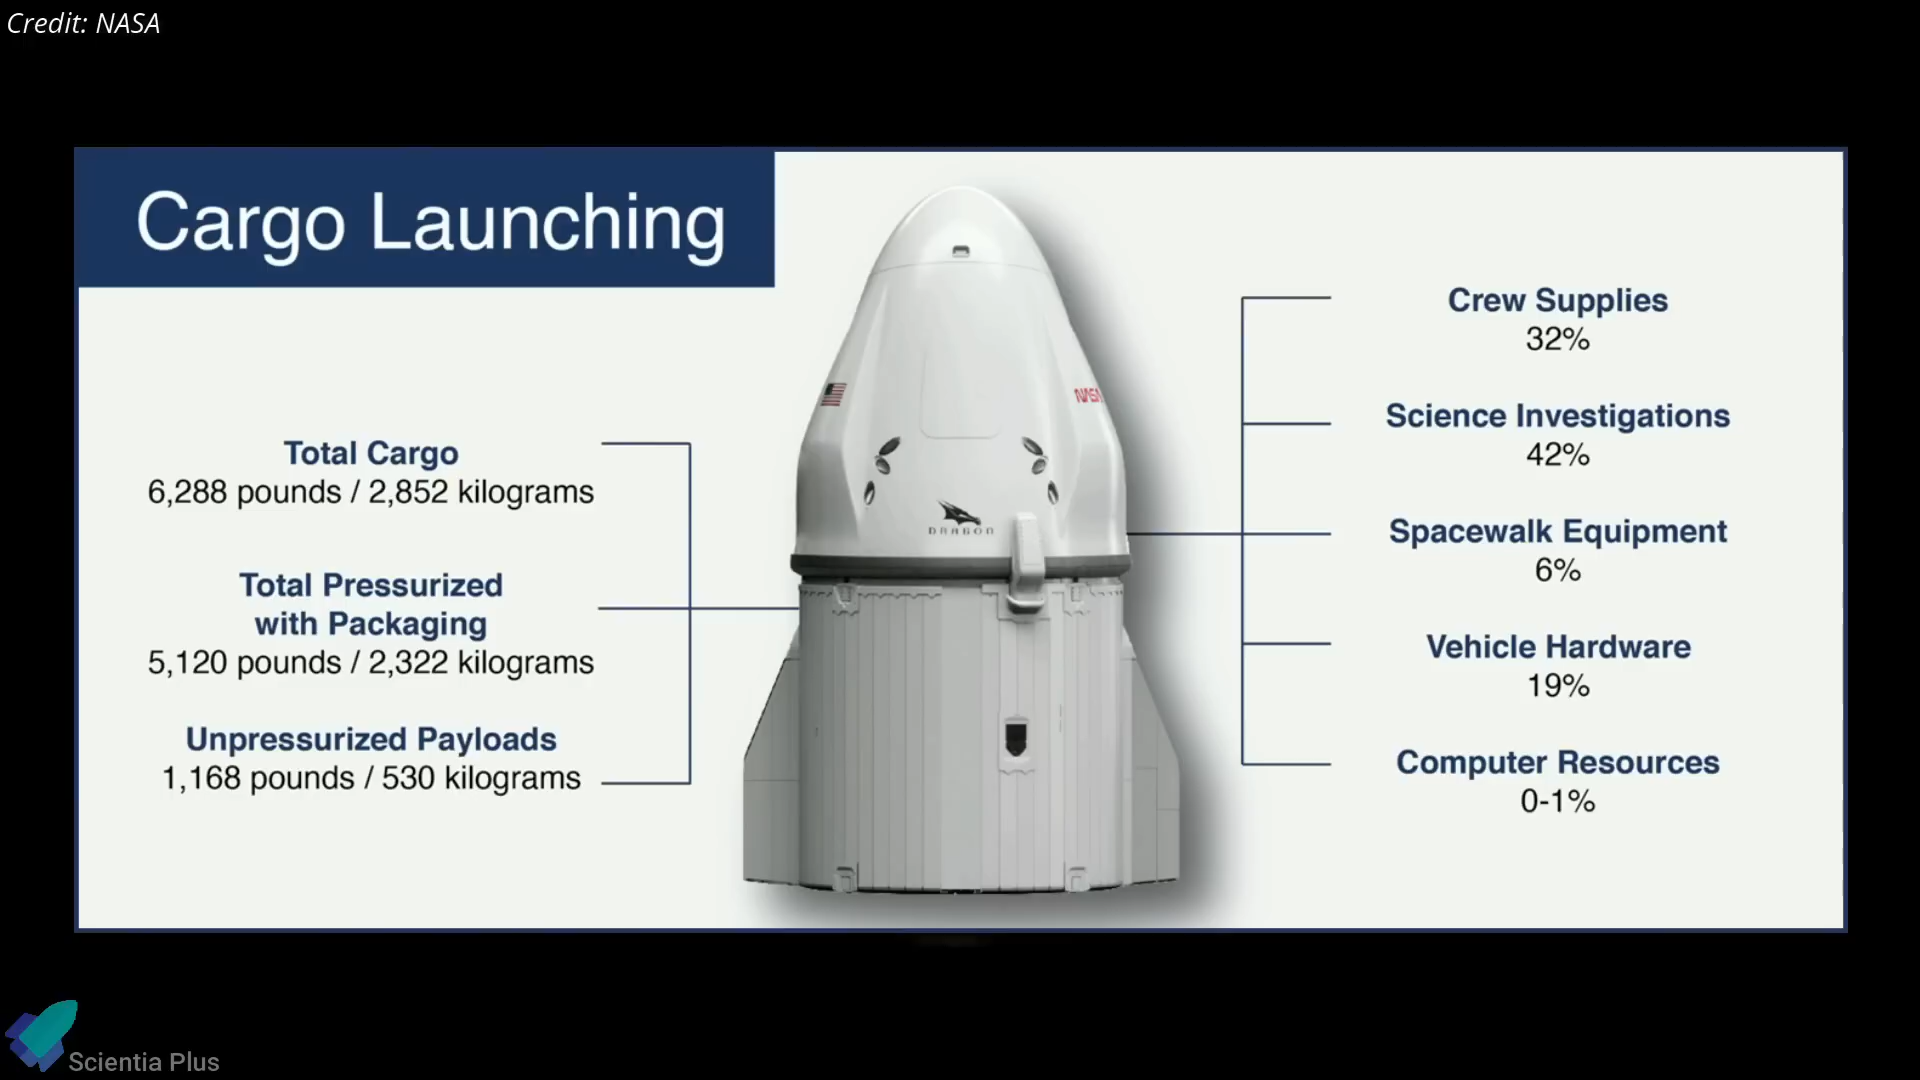 Credit: NASA
Cargo Launching
Total Cargo
6,288 pounds / 2,852 kilograms
Total Pressurized
with Packaging
5,120 pounds / 2,322 kilograms
Unpressurized Payloads
1,168 pounds / 530 kilograms
NASA
DRAGON
Crew Supplies
32%
Science Investigations
42%
Spacewalk Equipment
6%
Vehicle Hardware
19%
Computer Resources
0-1%
Scientia Plus